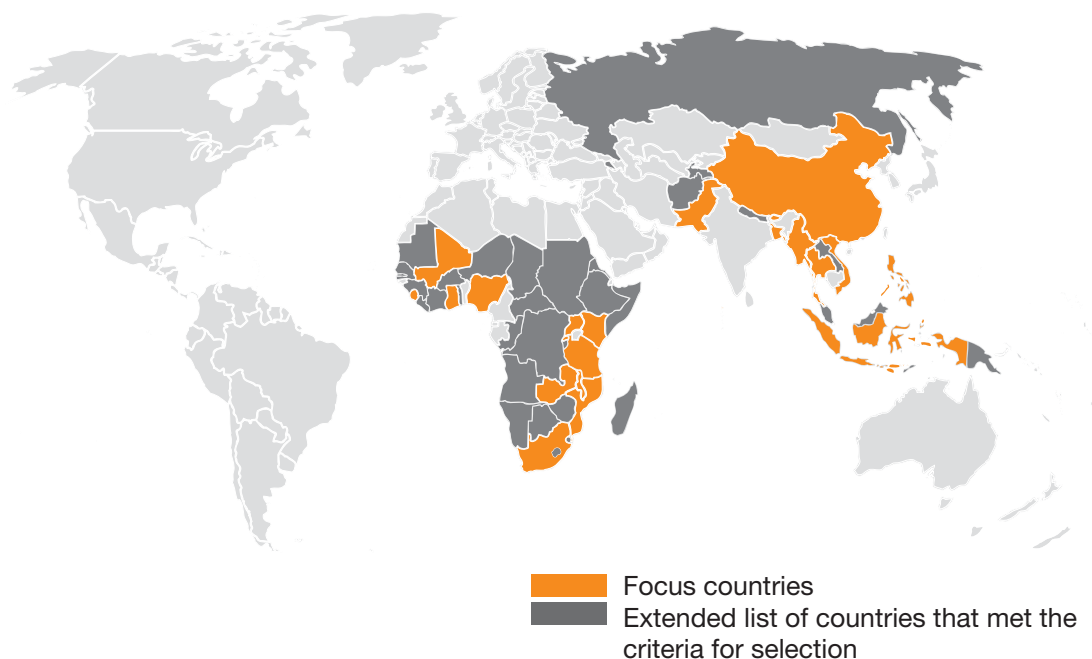 Focus countries
Extended list of countries that met the
criteria for selection